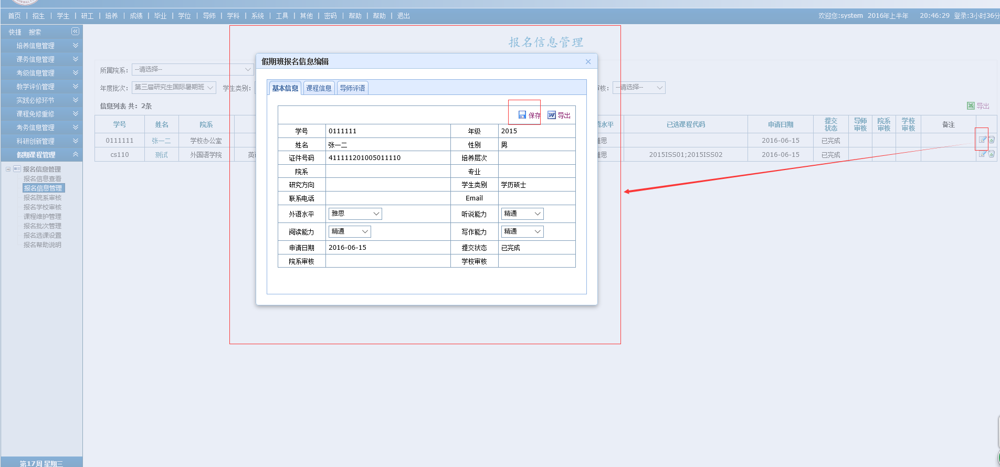 首页 | 招生 | 学生 | 研工 | 培养 | 成绩 | 毕业 | 学位 | 导师 | 学科 | 系统 | 工具 | 其他 | 密码 | 帮助 | 帮助 | 退出
欢迎您:system 2016年上半年 20:46:29 登录:3小时36分
快捷 搜索
培养信息管理
课务信息管理
考级信息管理
教学评价管理
实践必修环节
课程免修重修
考务信息管理
科研创新管理
假期课程管理
报名信息管理
报名信息查看
报名信息管理
报名院系审核
报名学校审核
课程维护管理
报名批次管理
报名选课设置
报名帮助说明
第17周 星期三
报名信息管理
所属院系: --请选择--
年度批次: 第三届研究生国际暑期班 学生类别: 审核: --请选择--
信息列表 共: 2条 导出
学号 姓名 院系 语水平 已选课程代码 申请日期 提交状态 导师审核 院系审核 学校审核 备注
0111111 张一二 学校办公室 雅思 2016-06-15 已完成
cs110 测试 外国语学院 英语 雅思 2015ISS01;2015ISS02 2016-06-15 已完成
假期班报名信息编辑
基本信息 课程信息 导师评语
保存 导出
学号 0111111 年级 2015
姓名 张一二 性别 男
证件号码 411111201005011110 培养层次
院系 专业
研究方向 学生类别 学历硕士
联系电话 Email
外语水平 雅思 听说能力 精通
阅读能力 精通 写作能力 精通
申请日期 2016-06-15 提交状态 已完成
院系审核 学校审核